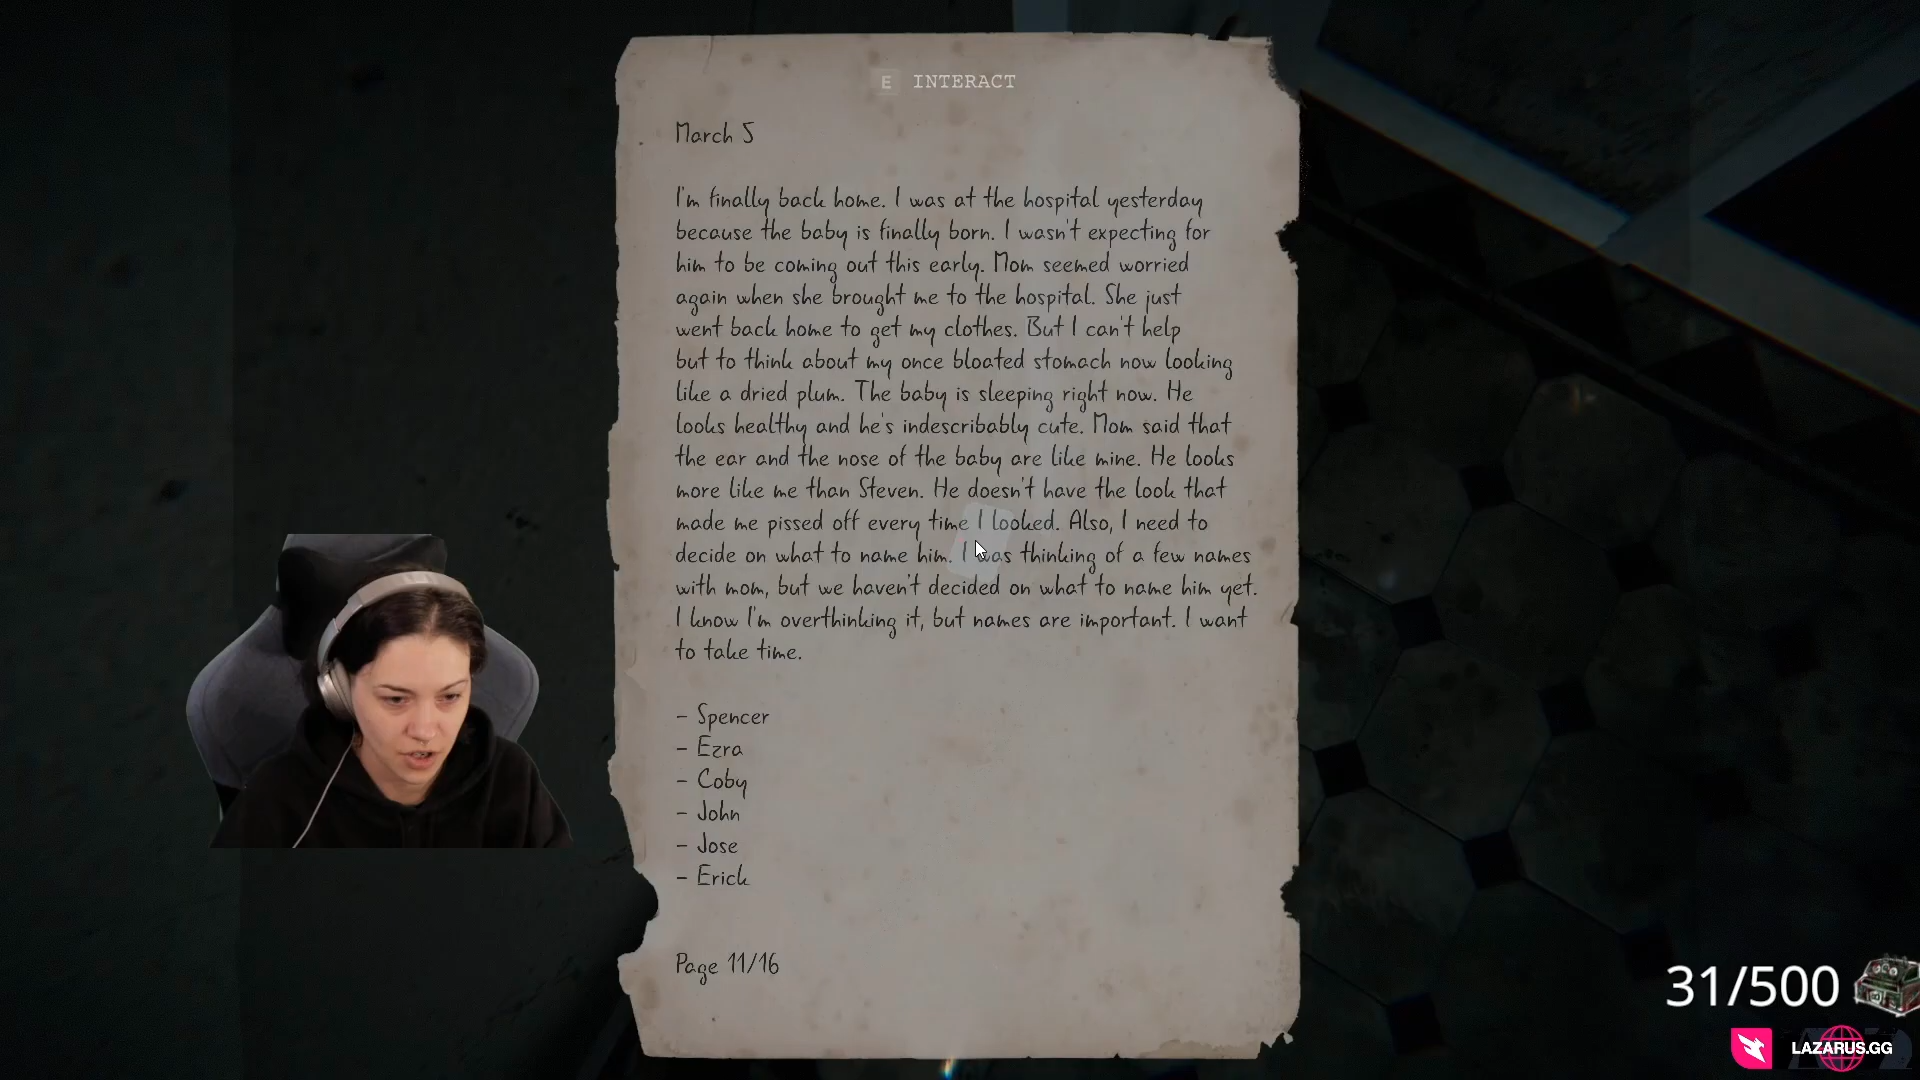 E INTERACT
March 5
I'm finally back home. I was at the hospital yesterday
because the baby is finally born. I wasn't expecting for
him to be coming out this early. Mom seemed worried
again when she brought me to the hospital. She just
went back home to get my clothes. But I can't help
but to think about my once bloated stomach now looking
like a dried plum. The baby is sleeping right now. He
looks healthy and he's indescribably cute. Mom said that
the ear and the nose of the baby are like mine. He looks
more like me than Steven. He doesn't have the look that
made me pissed off every time I looked. Also, I need to
decide on what to name him. I was thinking of a few names
with mom, but we haven't decided on what to name him yet.
I know I'm overthinking it, but names are important. I want
to take time.
- Spencer
- Ezra
- Coby
- John
- Jose
- Erick
Page 11/16
31/500
LAZARUS.GG